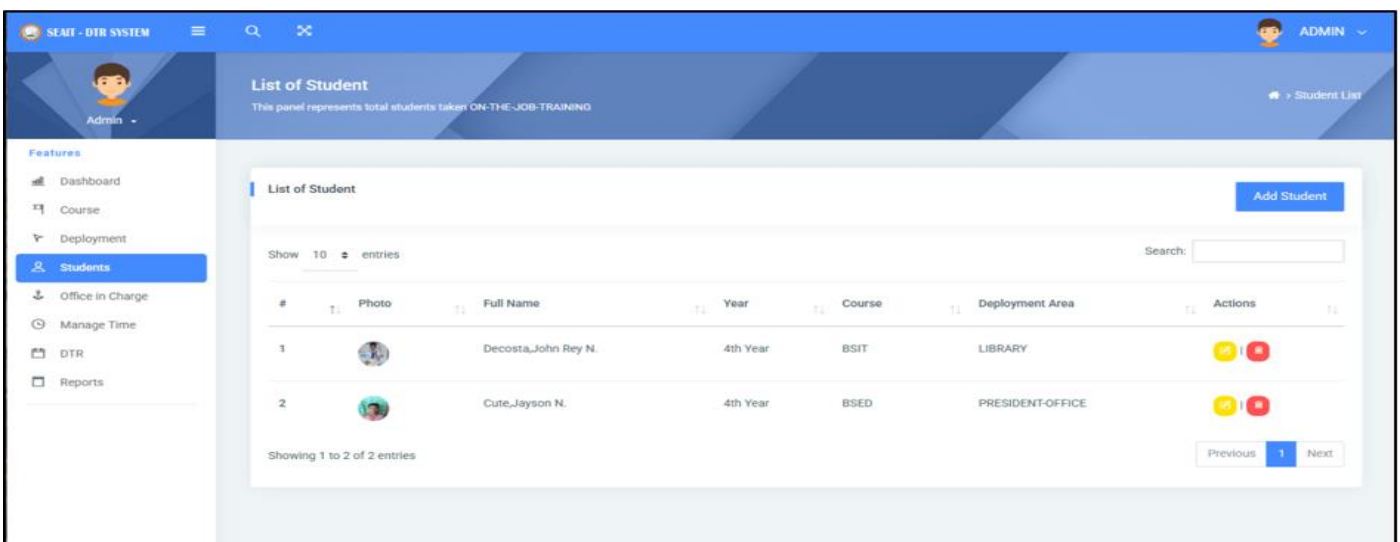 SEAIT - DTR SYSTEM
ADMIN
Admin
List of Student
This panel represents total students taken ON-THE-JOB-TRAINING
> Student List
Features
Dashboard
Course
Deployment
Students
Office in Charge
Manage Time
DTR
Reports
List of Student
Add Student
Show 10 entries
Search:
# Photo Full Name Year Course Deployment Area Actions
1 Decosta,John Rey N. 4th Year BSIT LIBRARY |
2 Cute,Jayson N. 4th Year BSED PRESIDENT-OFFICE |
Showing 1 to 2 of 2 entries
Previous 1 Next